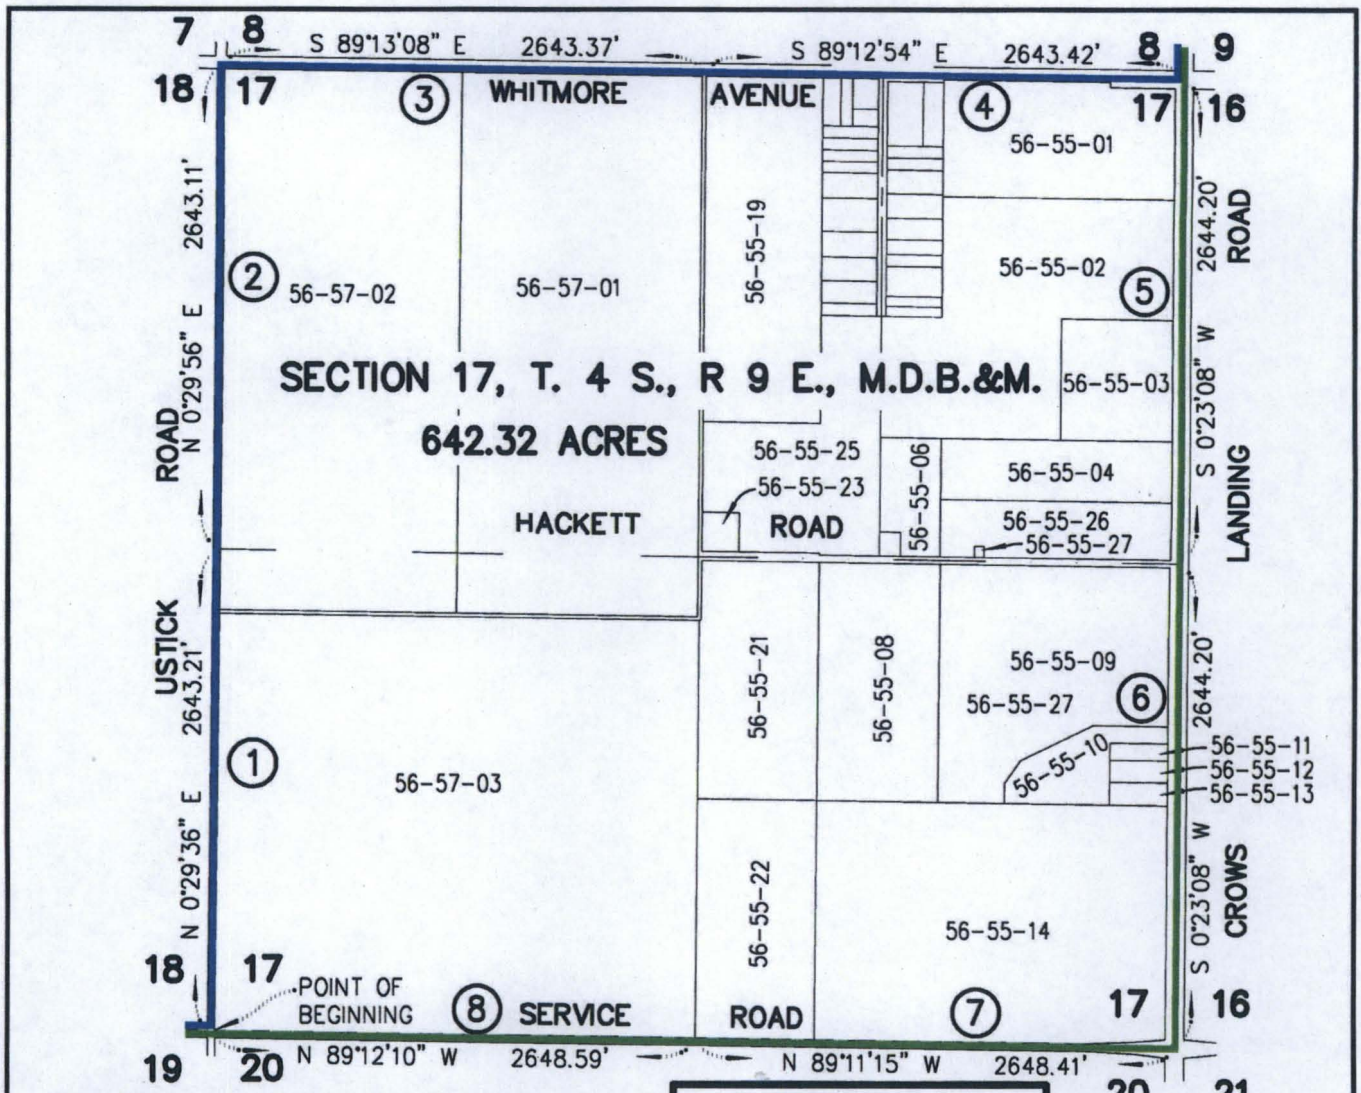 7 8 S 89°13'08" E 2643.37' S 89°12'54" E 2643.42' 8 9
18 17 3 WHITMORE AVENUE 4 17 16
56-55-01
2643.11'
N 0°29'56" E
ROAD
2
56-57-02
56-57-01
56-55-19
56-55-02
5
2644.20'
S 0°23'08" W
ROAD
SECTION 17, T. 4 S., R 9 E., M.D.B.&M.
56-55-03
642.32 ACRES
56-55-25
56-55-23
56-55-06
56-55-04
HACKETT ROAD
56-55-26
56-55-27
LANDING
USTICK
2643.21'
N 0°29'36" E
1
56-57-03
56-55-21
56-55-08
56-55-09
56-55-27
6
2644.20'
S 0°23'08" W
56-55-10
56-55-11
56-55-12
56-55-13
CROWS
56-55-22
56-55-14
18 17
POINT OF
BEGINNING
8 SERVICE ROAD 7 17 16
19 20 N 89°12'10" W 2648.59' N 89°11'15" W 2648.41' 20 21